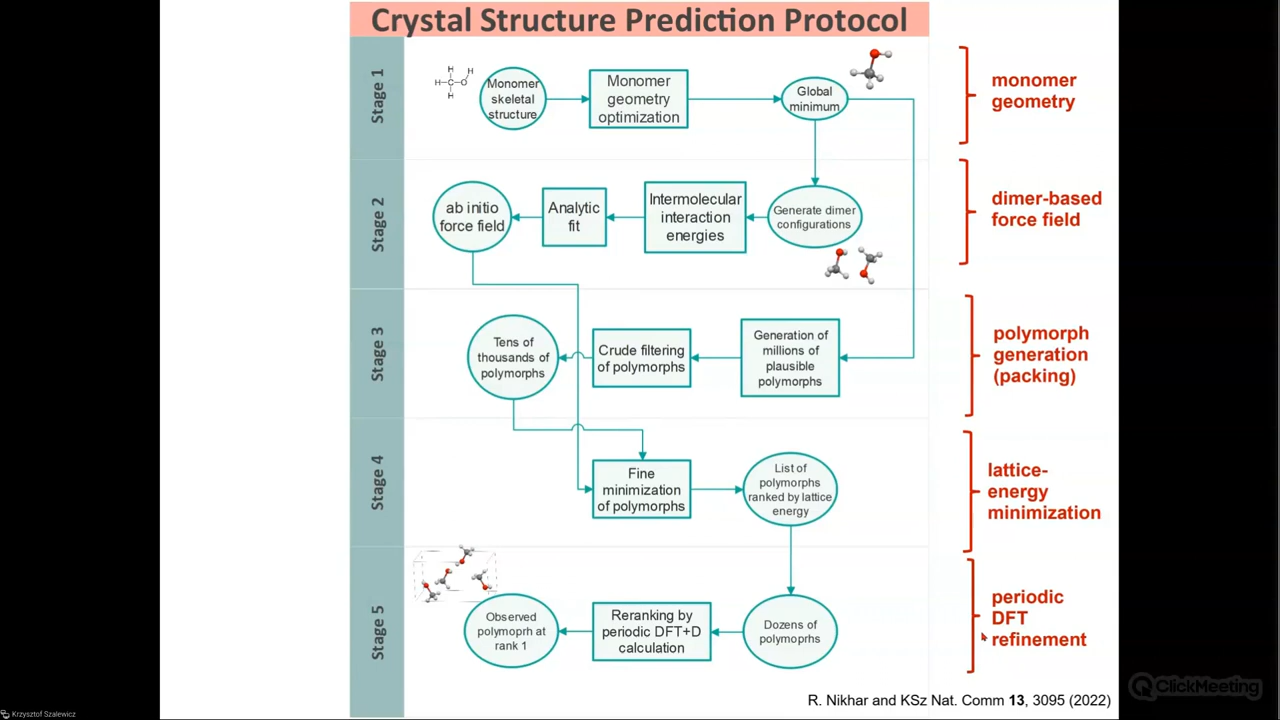 Crystal Structure Prediction Protocol
Stage 1
H
H
H-C-O
H
Monomer
skeletal
structure
Monomer
geometry
optimization
Global
minimum
monomer
geometry
Stage 2
ab initio
force field
Analytic
fit
Intermolecular
interaction
energies
Generate dimer
configurations
dimer-based
force field
Stage 3
Tens of
thousands of
polymorphs
Crude filtering
of polymorphs
Generation of
millions of
plausible
polymorphs
polymorph
generation
(packing)
Stage 4
Fine
minimization
of polymorphs
List of
polymorphs
ranked by lattice
energy
lattice-
energy
minimization
Stage 5
Observed
polymoprh at
rank 1
Reranking by
periodic DFT+D
calculation
Dozens of
polymoprhs
periodic
DFT
refinement
R. Nikhar and KSz Nat. Comm 13, 3095 (2022)
ClickMeeting
Krzysztof Szalewicz